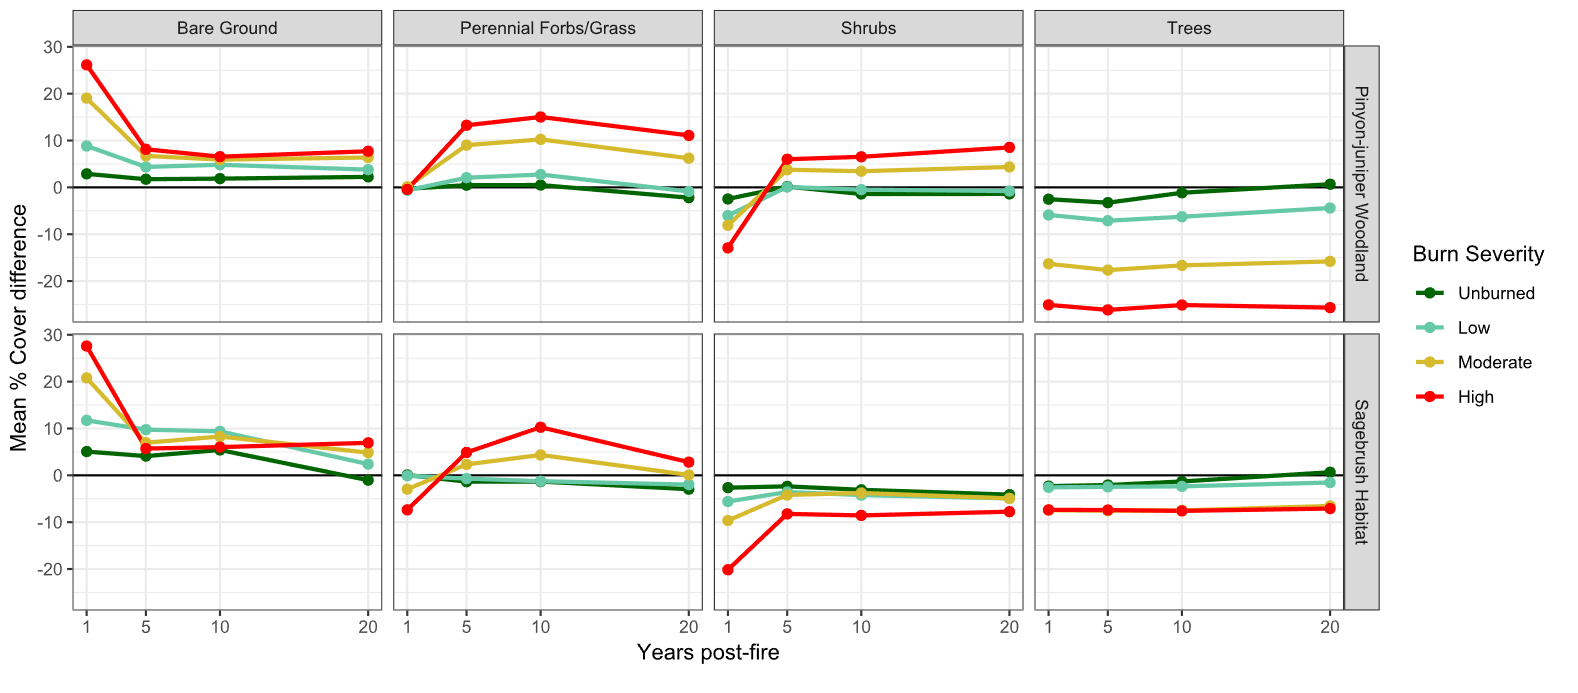 Bare Ground
Perennial Forbs/Grass
Shrubs
Trees
30
20
10
0
-10
-20
Pinyon-juniper Woodland
30
20
10
0
-10
-20
Sagebrush Habitat
Mean % Cover difference
1 5 10 20
1 5 10 20
1 5 10 20
1 5 10 20
Years post-fire
Burn Severity
Unburned
Low
Moderate
High